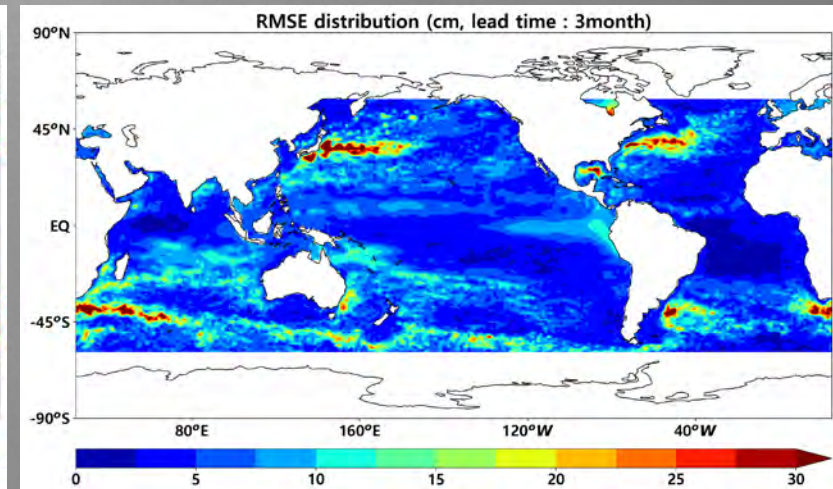 RMSE distribution (cm, lead time : 3month)
90°N
45°N
EQ
-45°S
-90°S
80°E 160°E 120°W 40°W
0 5 10 15 20 25 30